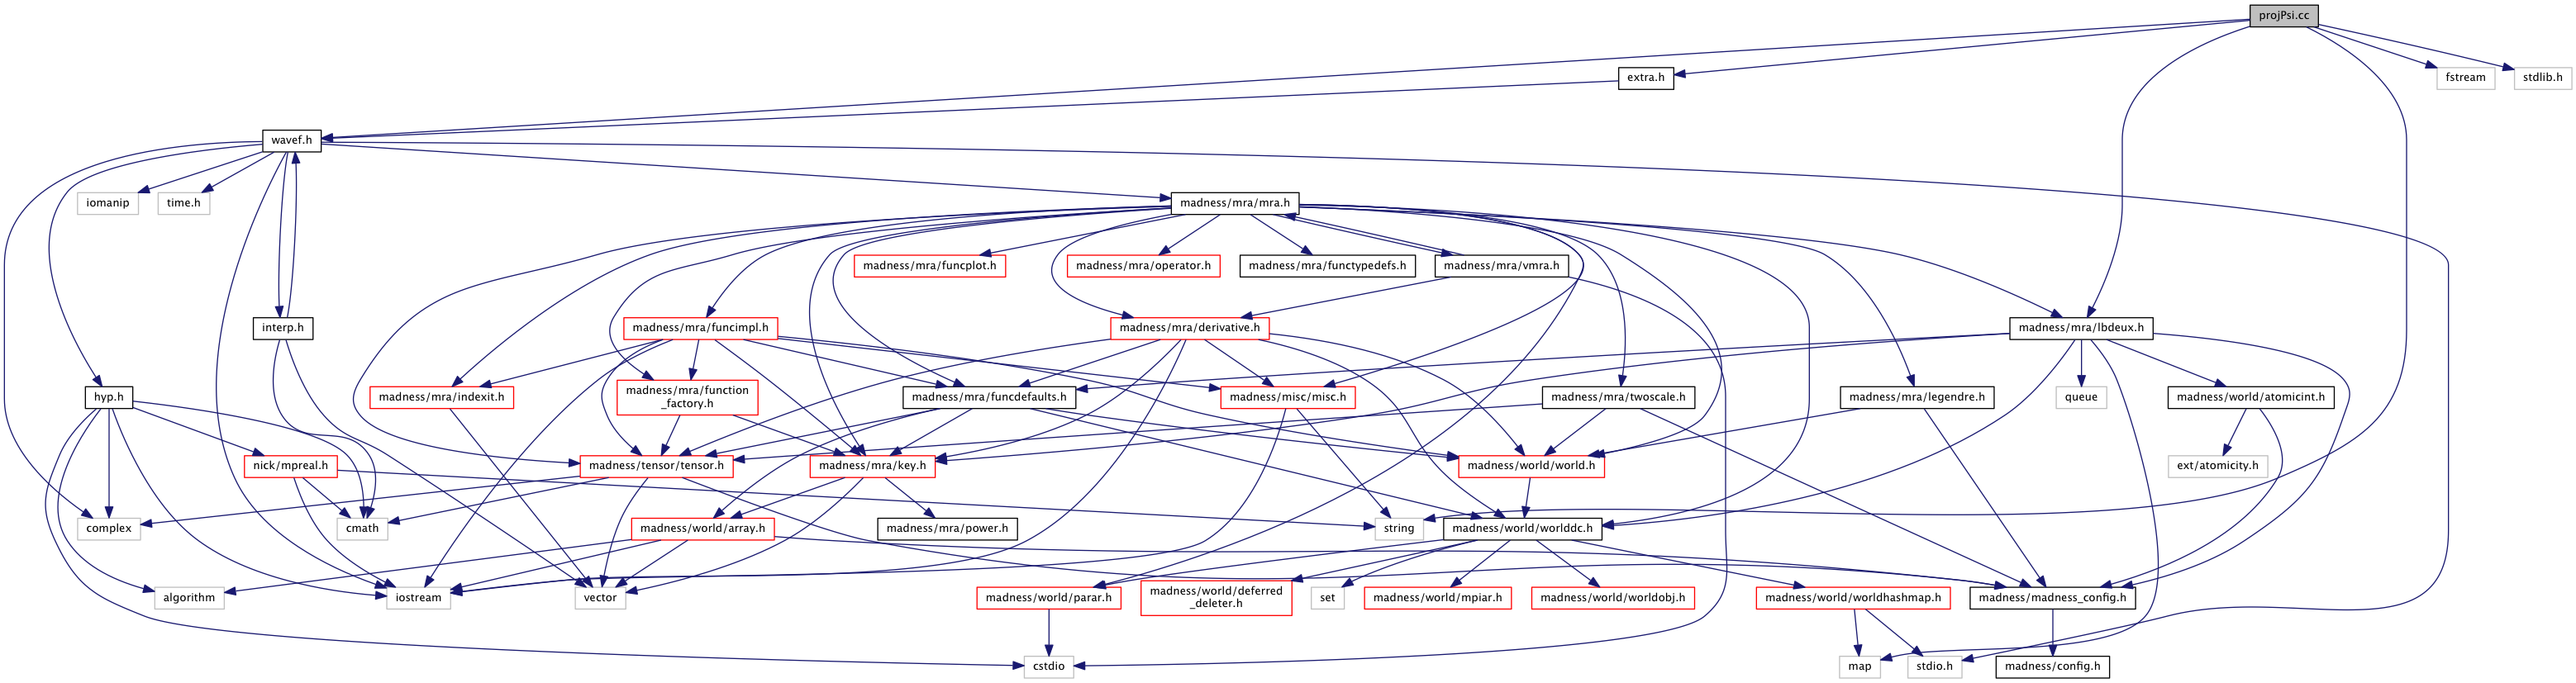 projPsi.cc
extra.h
fstream
stdlib.h
wavef.h
iomanip
time.h
madness/mra/mra.h
madness/mra/funcplot.h
madness/mra/operator.h
madness/mra/functypedefs.h
madness/mra/vmra.h
interp.h
madness/mra/funcimpl.h
madness/mra/derivative.h
madness/mra/lbdeux.h
hyp.h
madness/mra/indexit.h
madness/mra/function
_factory.h
madness/mra/funcdefaults.h
madness/misc/misc.h
madness/mra/twoscale.h
madness/mra/legendre.h
queue
madness/world/atomicint.h
nick/mpreal.h
madness/tensor/tensor.h
madness/mra/key.h
madness/world/world.h
ext/atomicity.h
complex
cmath
madness/world/array.h
madness/mra/power.h
string
madness/world/worlddc.h
algorithm
iostream
vector
madness/world/parar.h
madness/world/deferred
_deleter.h
set
madness/world/mpiar.h
madness/world/worldobj.h
madness/world/worldhashmap.h
madness/madness_config.h
cstdio
map
stdio.h
madness/config.h